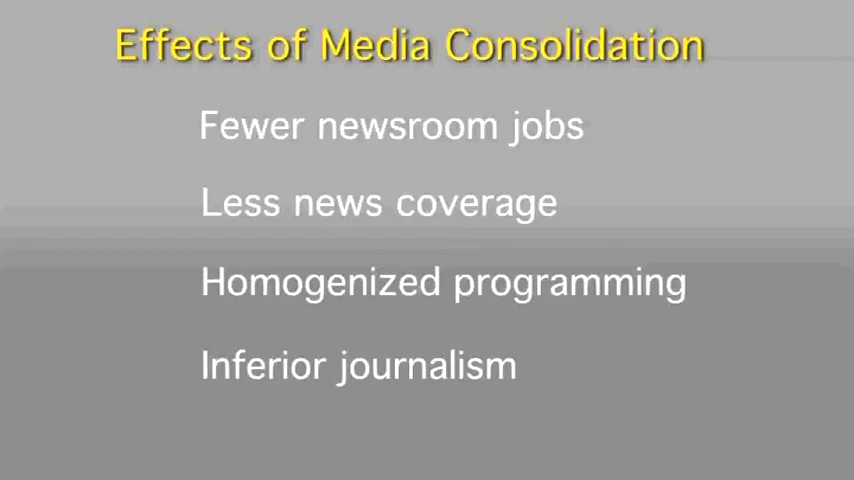 Effects of Media Consolidation
Fewer newsroom jobs
Less news coverage
Homogenized programming
Inferior journalism